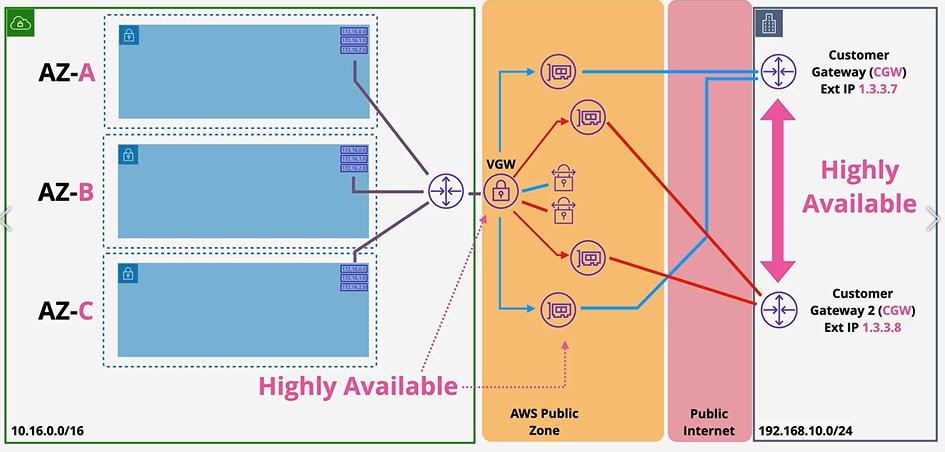 AZ-A
172.16.0.0
172.16.1.0
172.16.2.0
AZ-B
172.16.0.0
172.16.1.0
172.16.2.0
AZ-C
172.16.0.0
172.16.1.0
172.16.2.0
VGW
Highly Available
10.16.0.0/16
AWS Public
Zone
Public
Internet
Customer
Gateway (CGW)
Ext IP 1.3.3.7
Highly
Available
Customer
Gateway 2 (CGW)
Ext IP 1.3.3.8
192.168.10.0/24